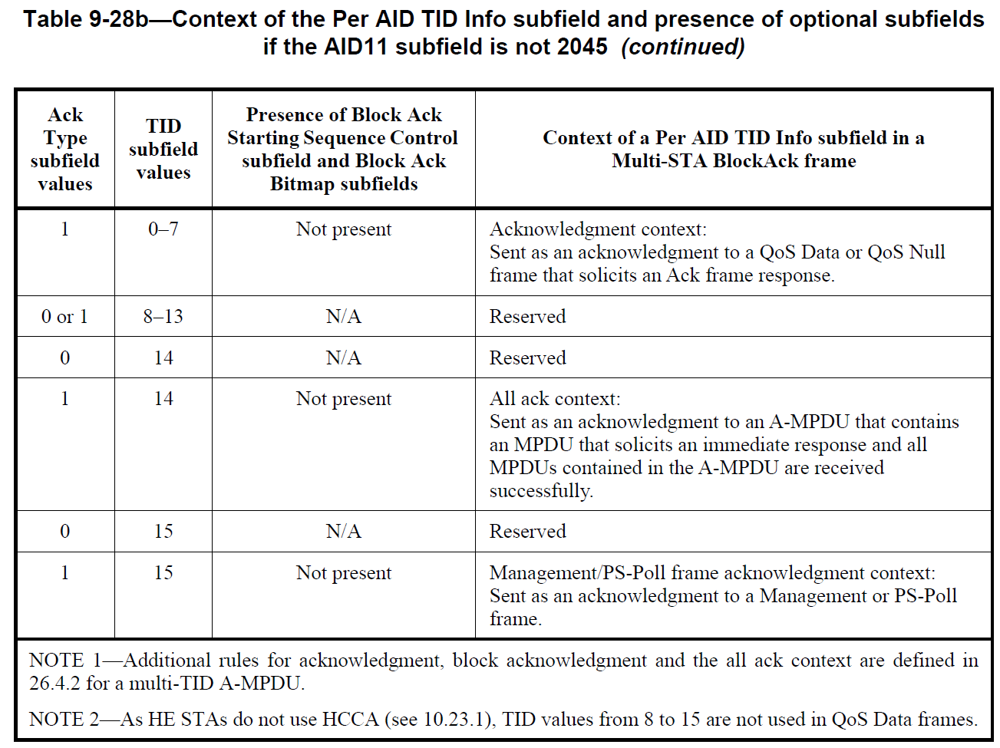 Table 9-28b—Context of the Per AID TID Info subfield and presence of optional subfields
if the AID11 subfield is not 2045 (continued)
Ack
Type
subfield
values
TID
subfield
values
Presence of Block Ack
Starting Sequence Control
subfield and Block Ack
Bitmap subfields
Context of a Per AID TID Info subfield in a
Multi-STA BlockAck frame
1
0–7
Not present
Acknowledgment context:
Sent as an acknowledgment to a QoS Data or QoS Null
frame that solicits an Ack frame response.
0 or 1
8–13
N/A
Reserved
0
14
N/A
Reserved
1
14
Not present
All ack context:
Sent as an acknowledgment to an A-MPDU that contains
an MPDU that solicits an immediate response and all
MPDUs contained in the A-MPDU are received
successfully.
0
15
N/A
Reserved
1
15
Not present
Management/PS-Poll frame acknowledgment context:
Sent as an acknowledgment to a Management or PS-Poll
frame.
NOTE 1—Additional rules for acknowledgment, block acknowledgment and the all ack context are defined in
26.4.2 for a multi-TID A-MPDU.
NOTE 2—As HE STAs do not use HCCA (see 10.23.1), TID values from 8 to 15 are not used in QoS Data frames.